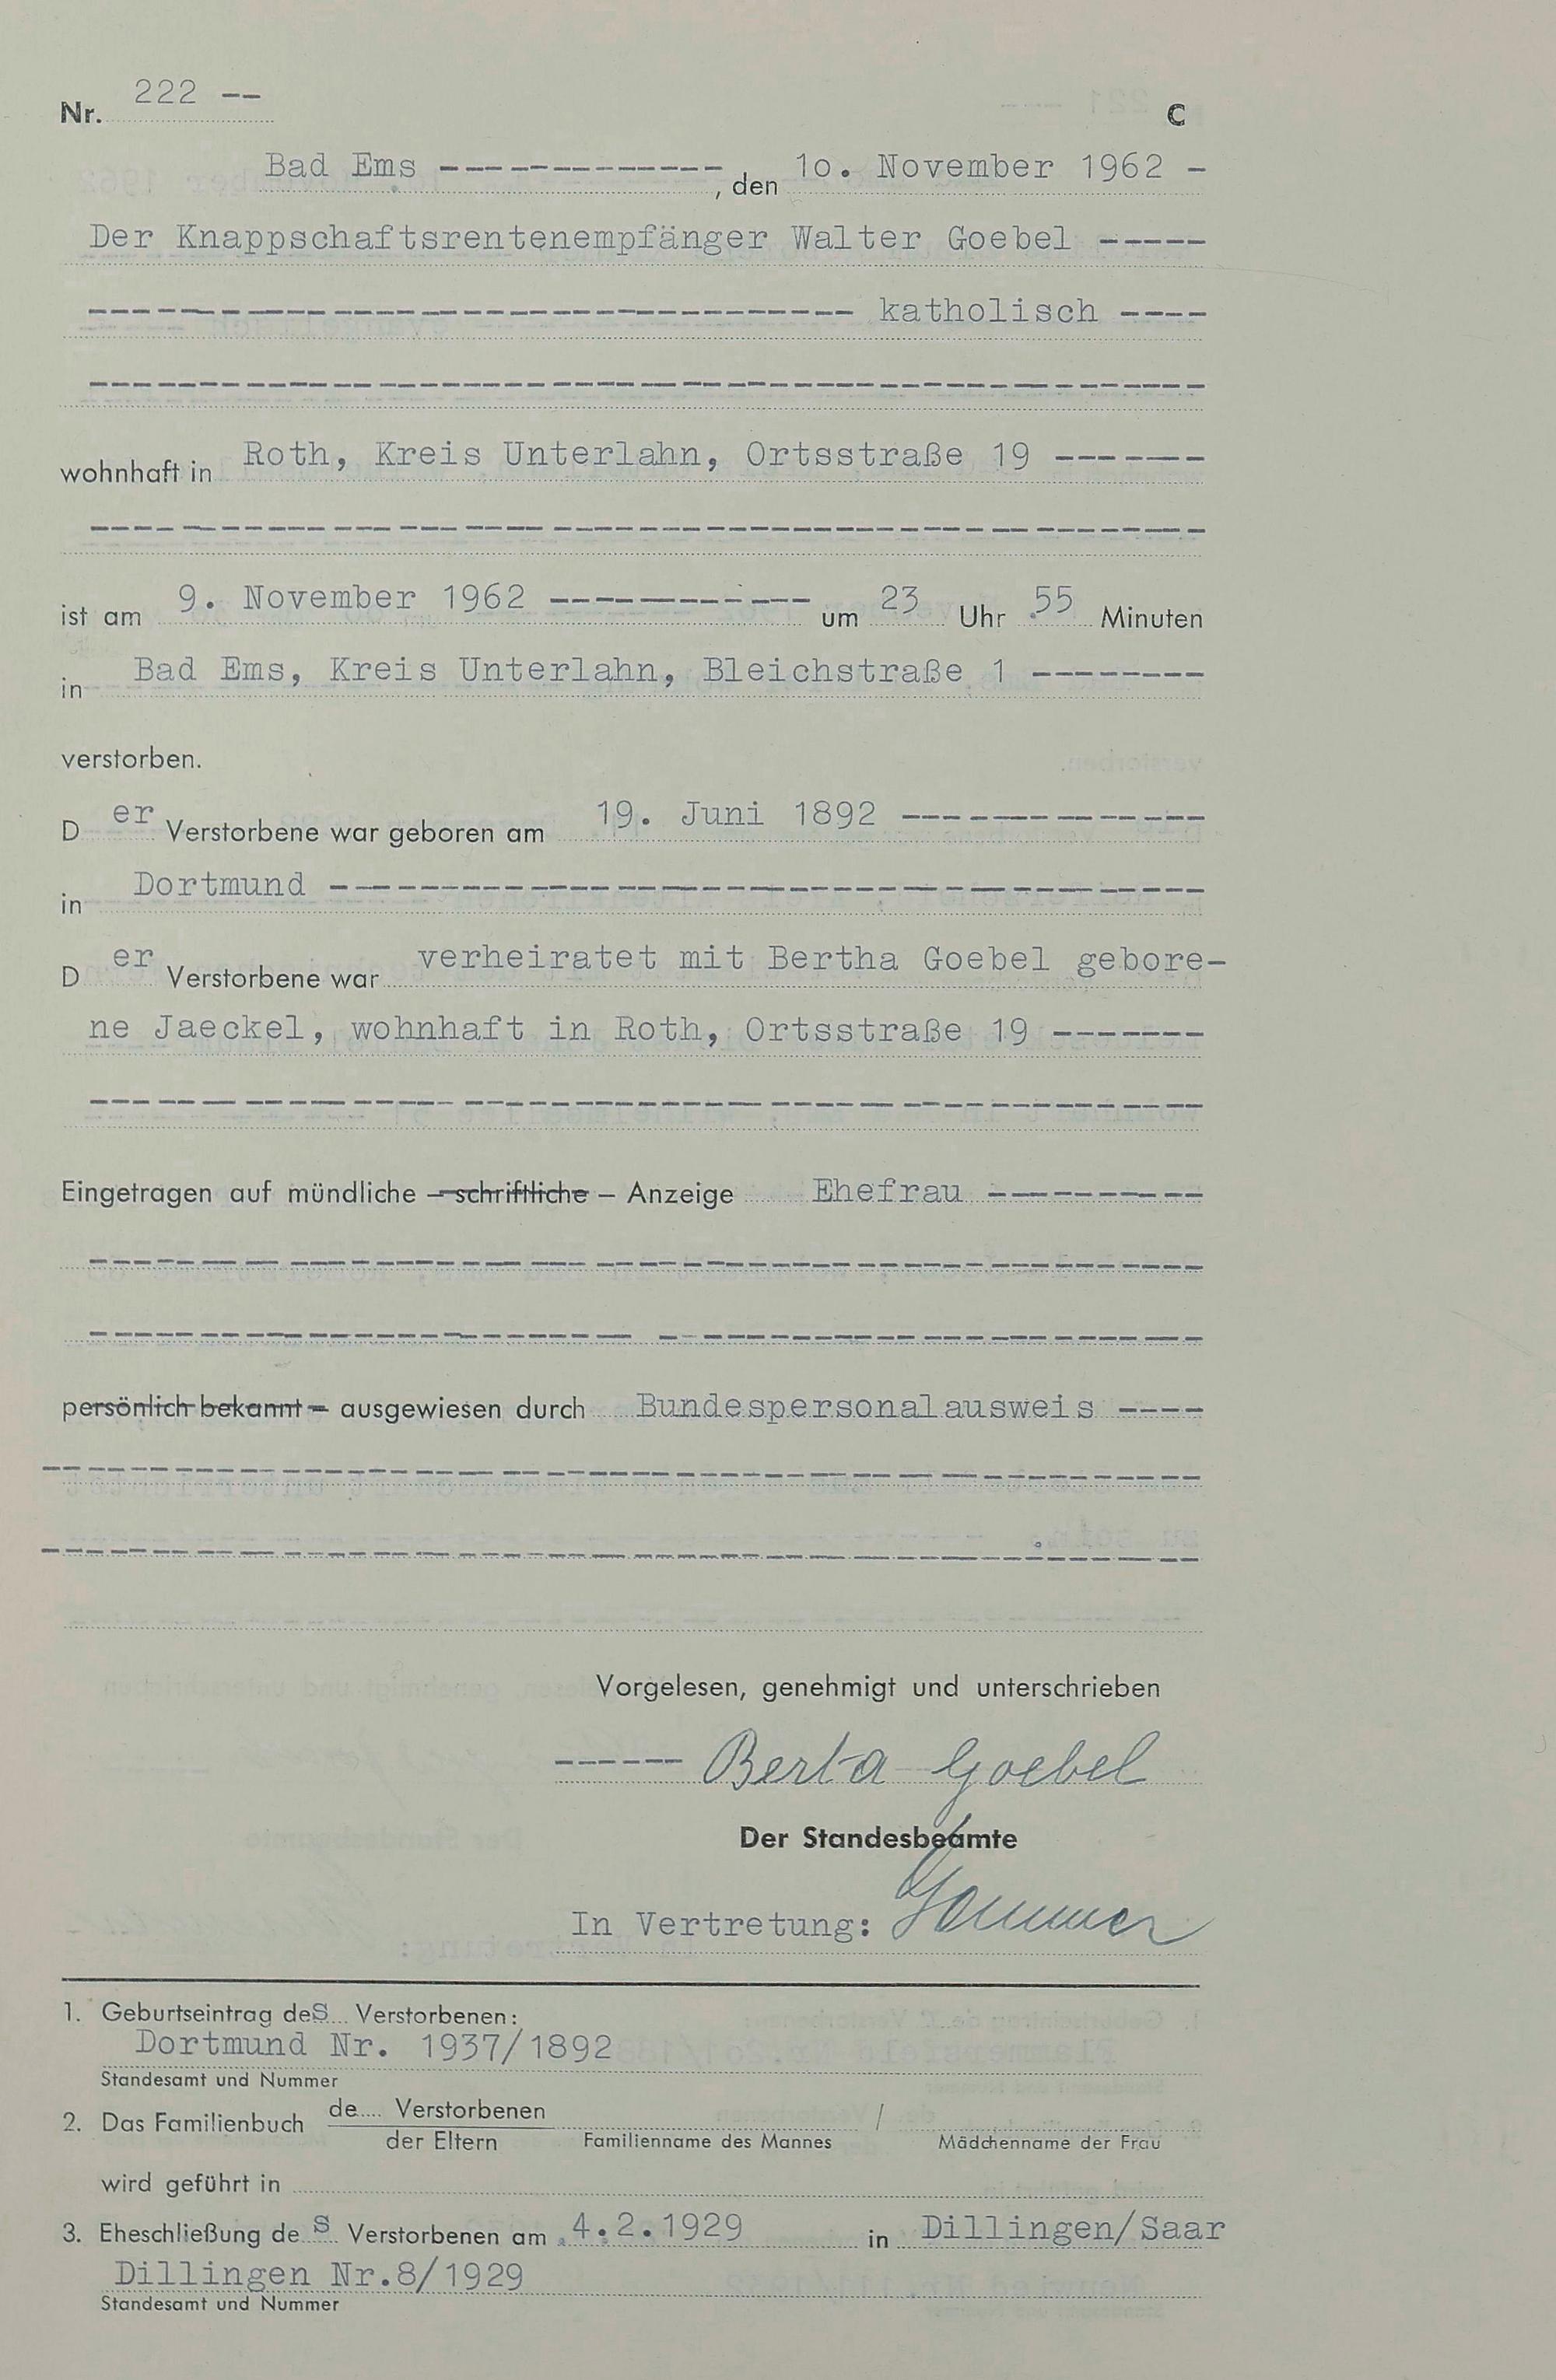 Nr. 222 -- C
Bad Ems -------------, den 10. November 1962 -
Der Knappschaftsrentenempfänger Walter Goebel -----
----------------------------------- katholisch ----
---------------------------------------------------
wohnhaft in Roth, Kreis Unterlahn, Ortsstraße 19 -------
---------------------------------------------------
ist am 9. November 1962 ------------ um 23 Uhr 55 Minuten
in Bad Ems, Kreis Unterlahn, Bleichstraße 1 --------
verstorben.
D er Verstorbene war geboren am 19. Juni 1892 --------------
in Dortmund ----------------------------------------
D er Verstorbene war verheiratet mit Bertha Goebel gebore-
ne Jaeckel, wohnhaft in Roth, Ortsstraße 19 -------
---------------------------------------------------
Eingetragen auf mündliche – schriftliche – Anzeige Ehefrau ----------
---------------------------------------------------
---------------------------------------------------
persönlich bekannt – ausgewiesen durch Bundespersonalausweis ----
-----------------------------------------------------
-----------------------------------------------------
Vorgelesen, genehmigt und unterschrieben
------ Berta Goebel
Der Standesbeamte
In Vertretung: Sommer
1. Geburtseintrag des Verstorbenen:
Dortmund Nr. 1937/1892
Standesamt und Nummer
2. Das Familienbuch de.... Verstorbenen /
der Eltern Familienname des Mannes Mädchenname der Frau
wird geführt in
3. Eheschließung des Verstorbenen am 4.2.1929 in Dillingen/Saar
Dillingen Nr.8/1929
Standesamt und Nummer